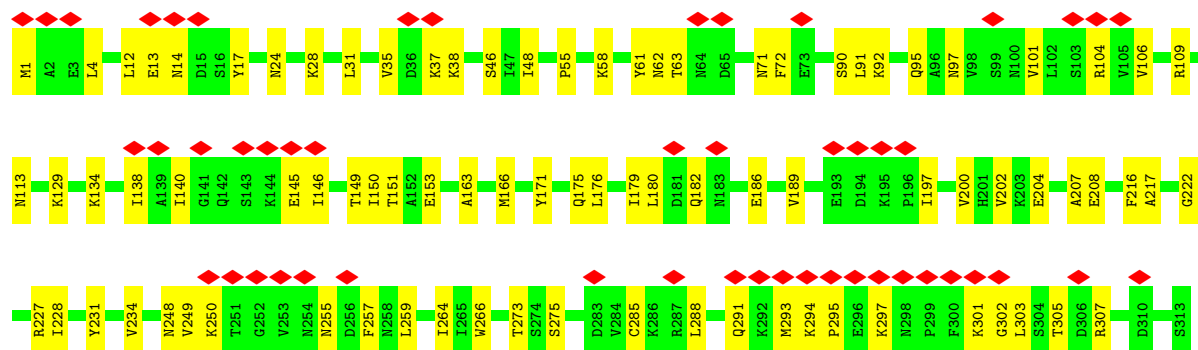 M1 A2 E3 L4 L12 E13 N14 D15 S16 Y17 N24 K28 L31 V35 D36 K37 K38 S46 I47 I48 P55 K58 Y61 N62 T63 N64 D65 N71 F72 E73 S90 L91 K92 Q95 A96 N97 V98 S99 N100 V101 L102 S103 R104 V105 V106 R109
N113 K129 K134 I138 A139 I140 G141 Q142 S143 K144 E145 I146 T149 I150 T151 A152 E153 A163 M166 Y171 Q175 L176 I179 L180 D181 Q182 N183 E186 V189 E193 D194 K195 P196 I197 V200 H201 V202 K203 E204 A207 E208 F216 A217 G222
R227 I228 Y231 V234 N248 V249 K250 T251 G252 V253 N254 N255 D256 F257 N258 L259 I264 I265 W266 T273 S274 S275 D283 V284 C285 K286 R287 L288 Q291 K292 M293 K294 P295 E296 K297 N298 P299 F300 K301 G302 L303 S304 T305 D306 R307 D310 S313